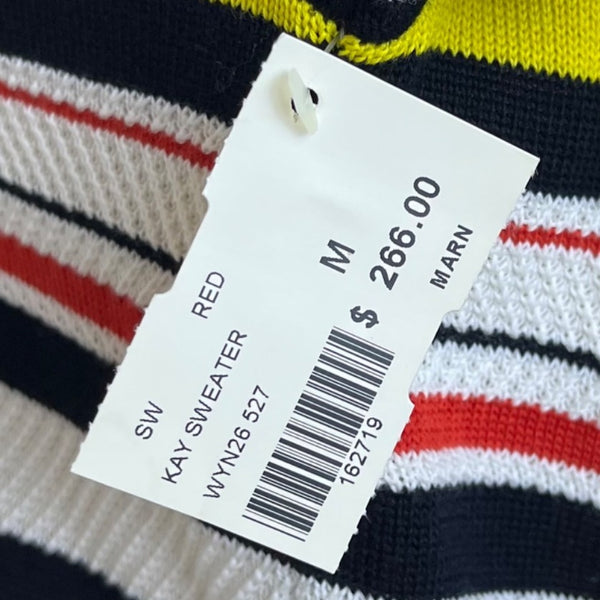 SW
RED
KAY SWEATER
WYN26 527
162719
M
$ 266.00
MARN